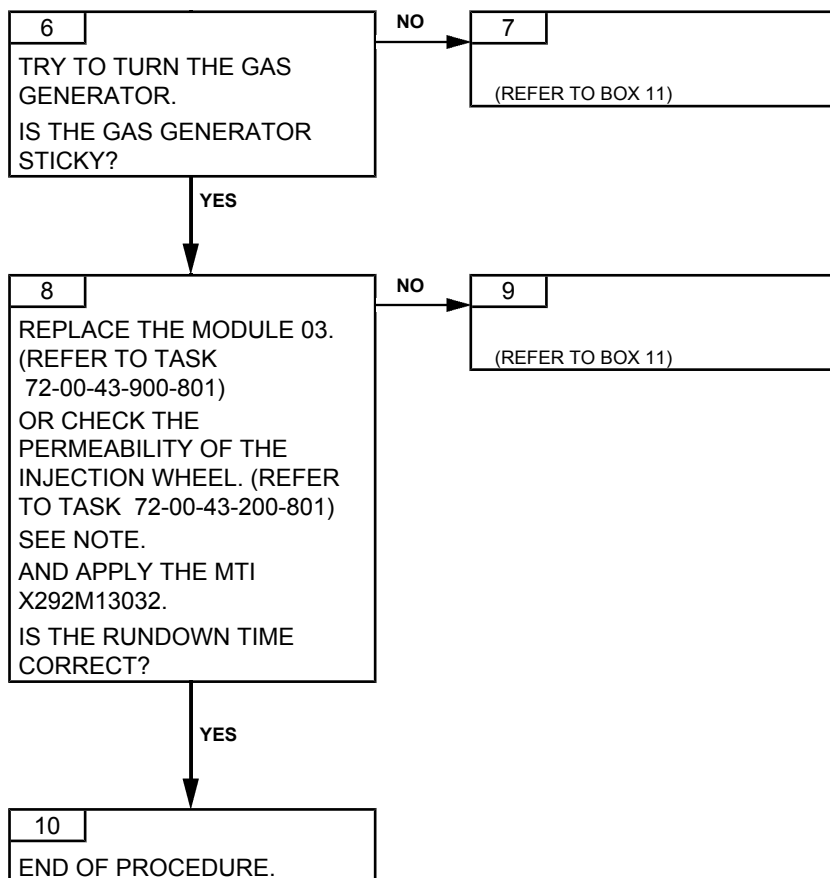 6
TRY TO TURN THE GAS
GENERATOR.
IS THE GAS GENERATOR
STICKY?
NO
7
(REFER TO BOX 11)
YES
8
REPLACE THE MODULE 03.
(REFER TO TASK
72-00-43-900-801)
OR CHECK THE
PERMEABILITY OF THE
INJECTION WHEEL. (REFER
TO TASK 72-00-43-200-801)
SEE NOTE.
AND APPLY THE MTI
X292M13032.
IS THE RUNDOWN TIME
CORRECT?
NO
9
(REFER TO BOX 11)
YES
10
END OF PROCEDURE.